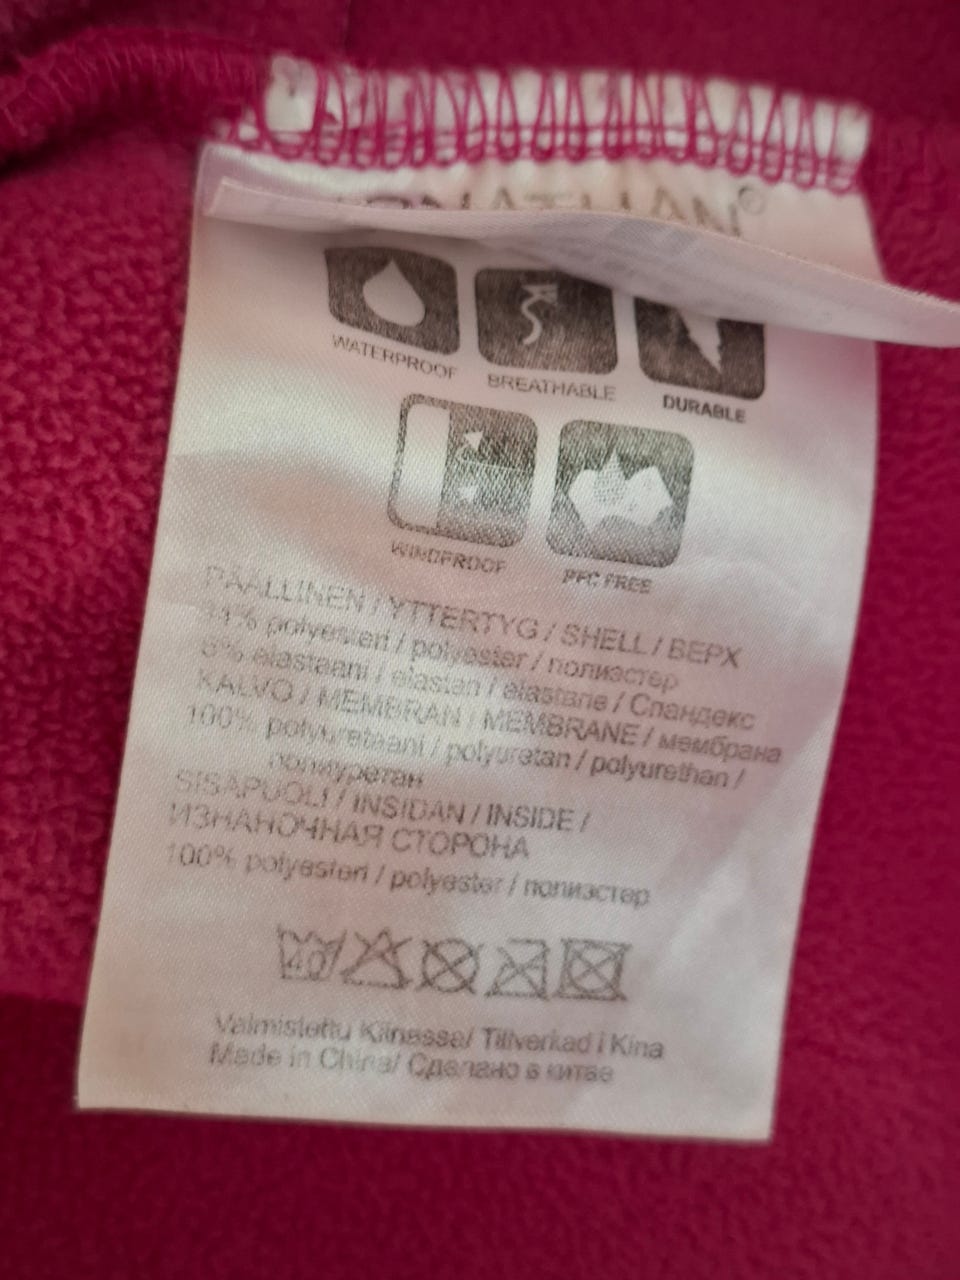 WATERPROOF
BREATHABLE
DURABLE
WINDPROOF
PFC FREE
PÄÄLLINEN / YTTERTYG / SHELL / ВЕРХ
polyesteri / polyester / полиэстер
elastaani / elastan / elastane / Спандекс
KALVO / MEMBRAN / MEMBRANE / мембрана
100% polyuretaani / polyuretan / polyurethan /
полиуретан
SISÄPUOLI / INSIDAN / INSIDE /
ИЗНАНОЧНАЯ СТОРОНА
100% polyesteri / polyester / полиэстер
40
Valmistettu Kiinassa/ Tillverkad i Kina
Made in China/ Сделано в китае